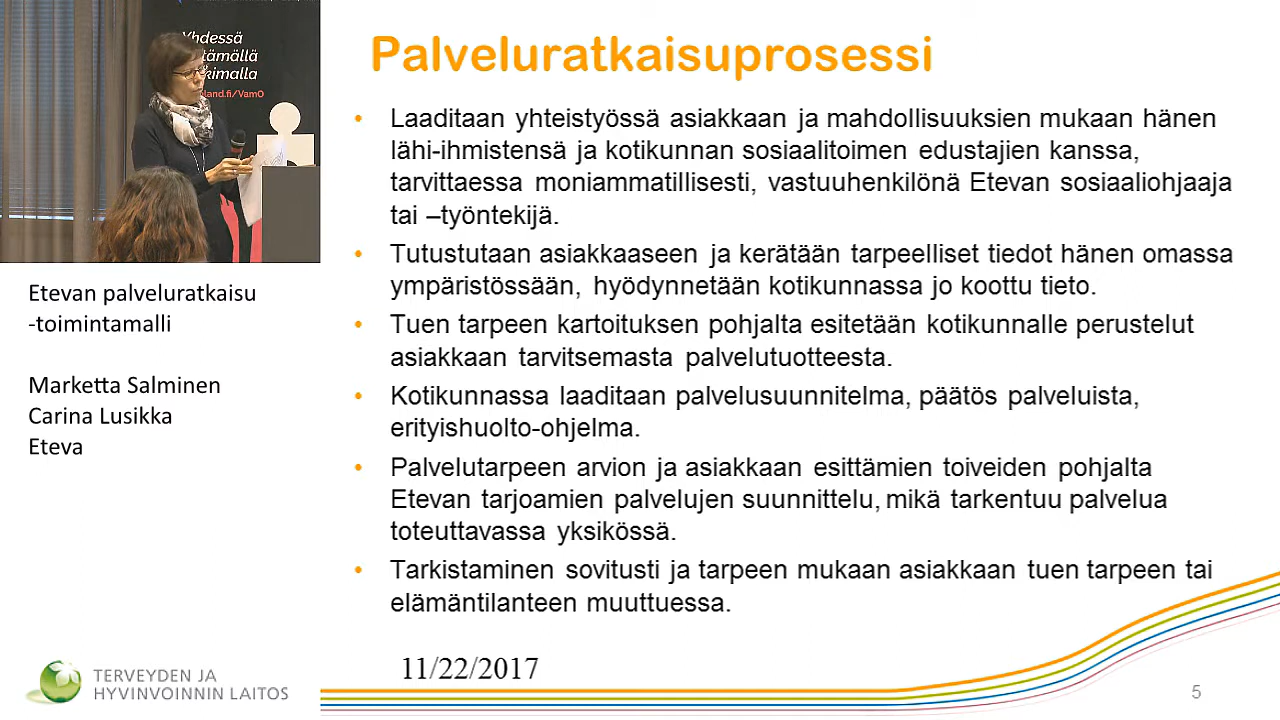 Yhdessä
land.fi/VamO
Etevan palveluratkaisu
-toimintamalli
Marketta Salminen
Carina Lusikka
Eteva
TERVEYDEN JA
HYVINVOINNIN LAITOS
Palveluratkaisuprosessi
• Laaditaan yhteistyössä asiakkaan ja mahdollisuuksien mukaan hänen
lähi-ihmistensä ja kotikunnan sosiaalitoimen edustajien kanssa,
tarvittaessa moniammatillisesti, vastuuhenkilönä Etevan sosiaaliohjaaja
tai –työntekijä.
• Tutustutaan asiakkaaseen ja kerätään tarpeelliset tiedot hänen omassa
ympäristössään, hyödynnetään kotikunnassa jo koottu tieto.
• Tuen tarpeen kartoituksen pohjalta esitetään kotikunnalle perustelut
asiakkaan tarvitsemasta palvelutuotteesta.
• Kotikunnassa laaditaan palvelusuunnitelma, päätös palveluista,
erityishuolto-ohjelma.
• Palvelutarpeen arvion ja asiakkaan esittämien toiveiden pohjalta
Etevan tarjoamien palvelujen suunnittelu, mikä tarkentuu palvelua
toteuttavassa yksikössä.
• Tarkistaminen sovitusti ja tarpeen mukaan asiakkaan tuen tarpeen tai
elämäntilanteen muuttuessa.
11/22/2017
5